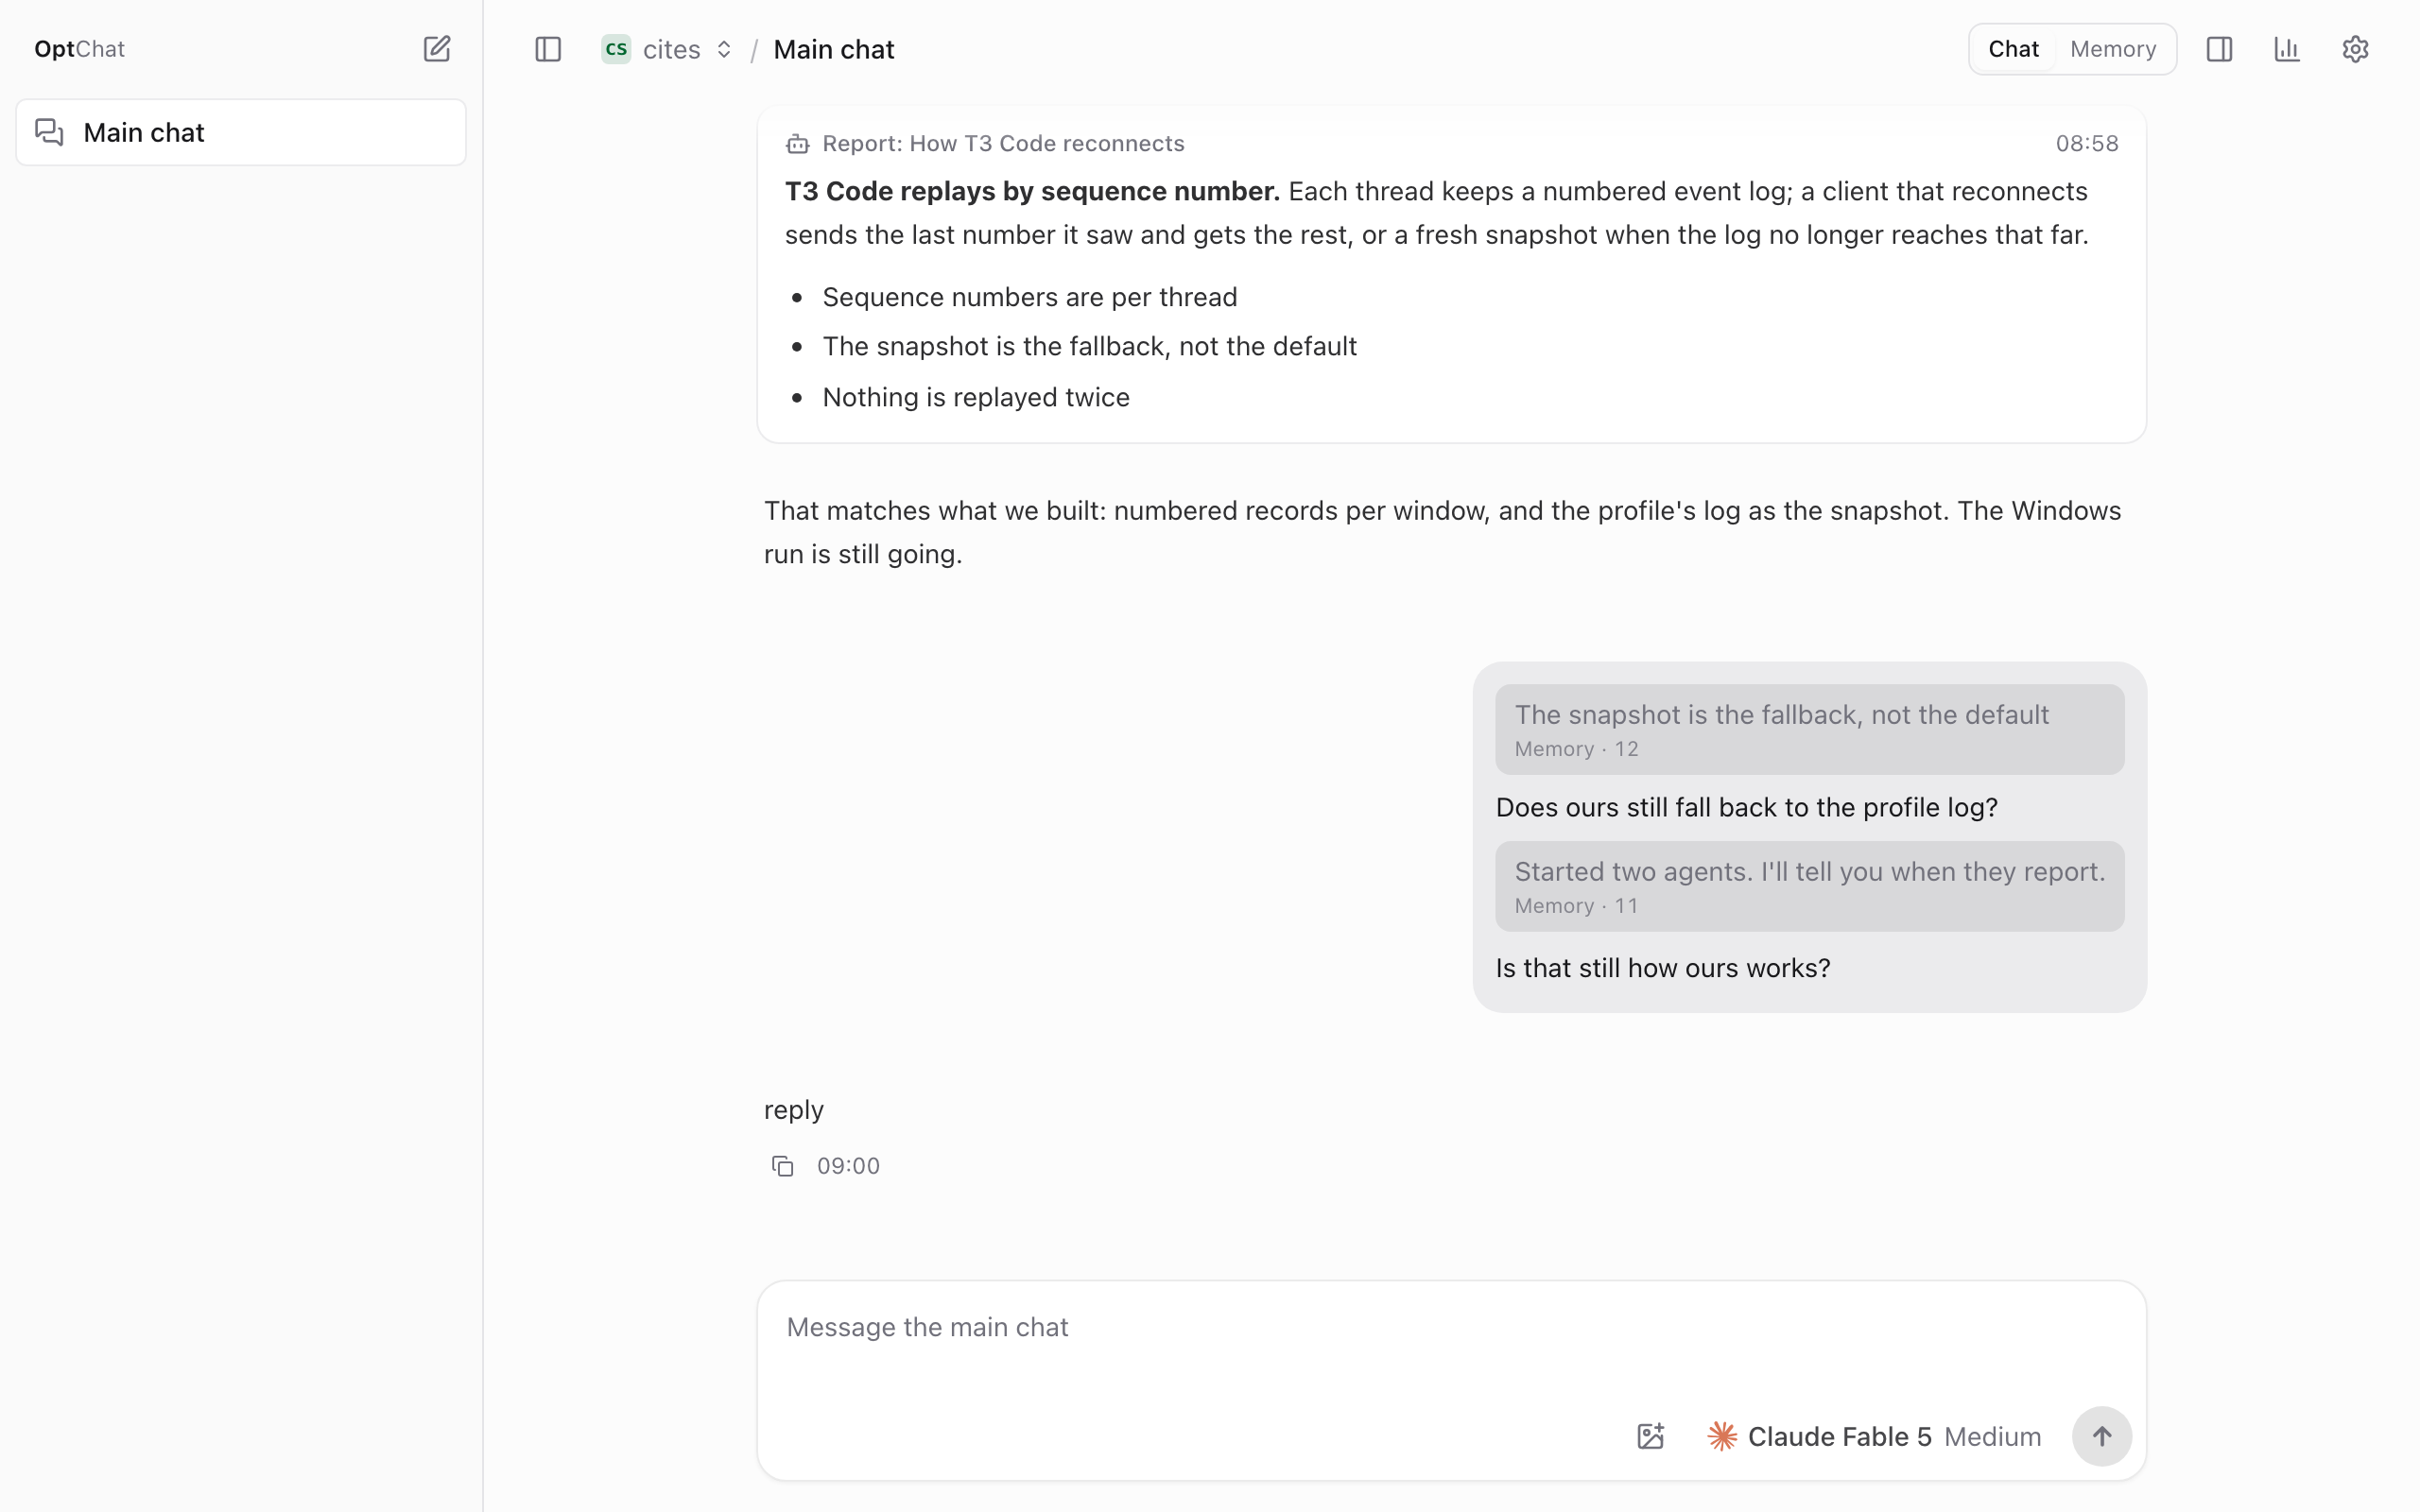 OptChat
Main chat
CS cites / Main chat
Chat Memory
Report: How T3 Code reconnects 08:58
T3 Code replays by sequence number. Each thread keeps a numbered event log; a client that reconnects
sends the last number it saw and gets the rest, or a fresh snapshot when the log no longer reaches that far.
Sequence numbers are per thread
The snapshot is the fallback, not the default
Nothing is replayed twice
That matches what we built: numbered records per window, and the profile's log as the snapshot. The Windows
run is still going.
The snapshot is the fallback, not the default
Memory · 12
Does ours still fall back to the profile log?
Started two agents. I'll tell you when they report.
Memory · 11
Is that still how ours works?
reply
09:00
Message the main chat
Claude Fable 5 Medium